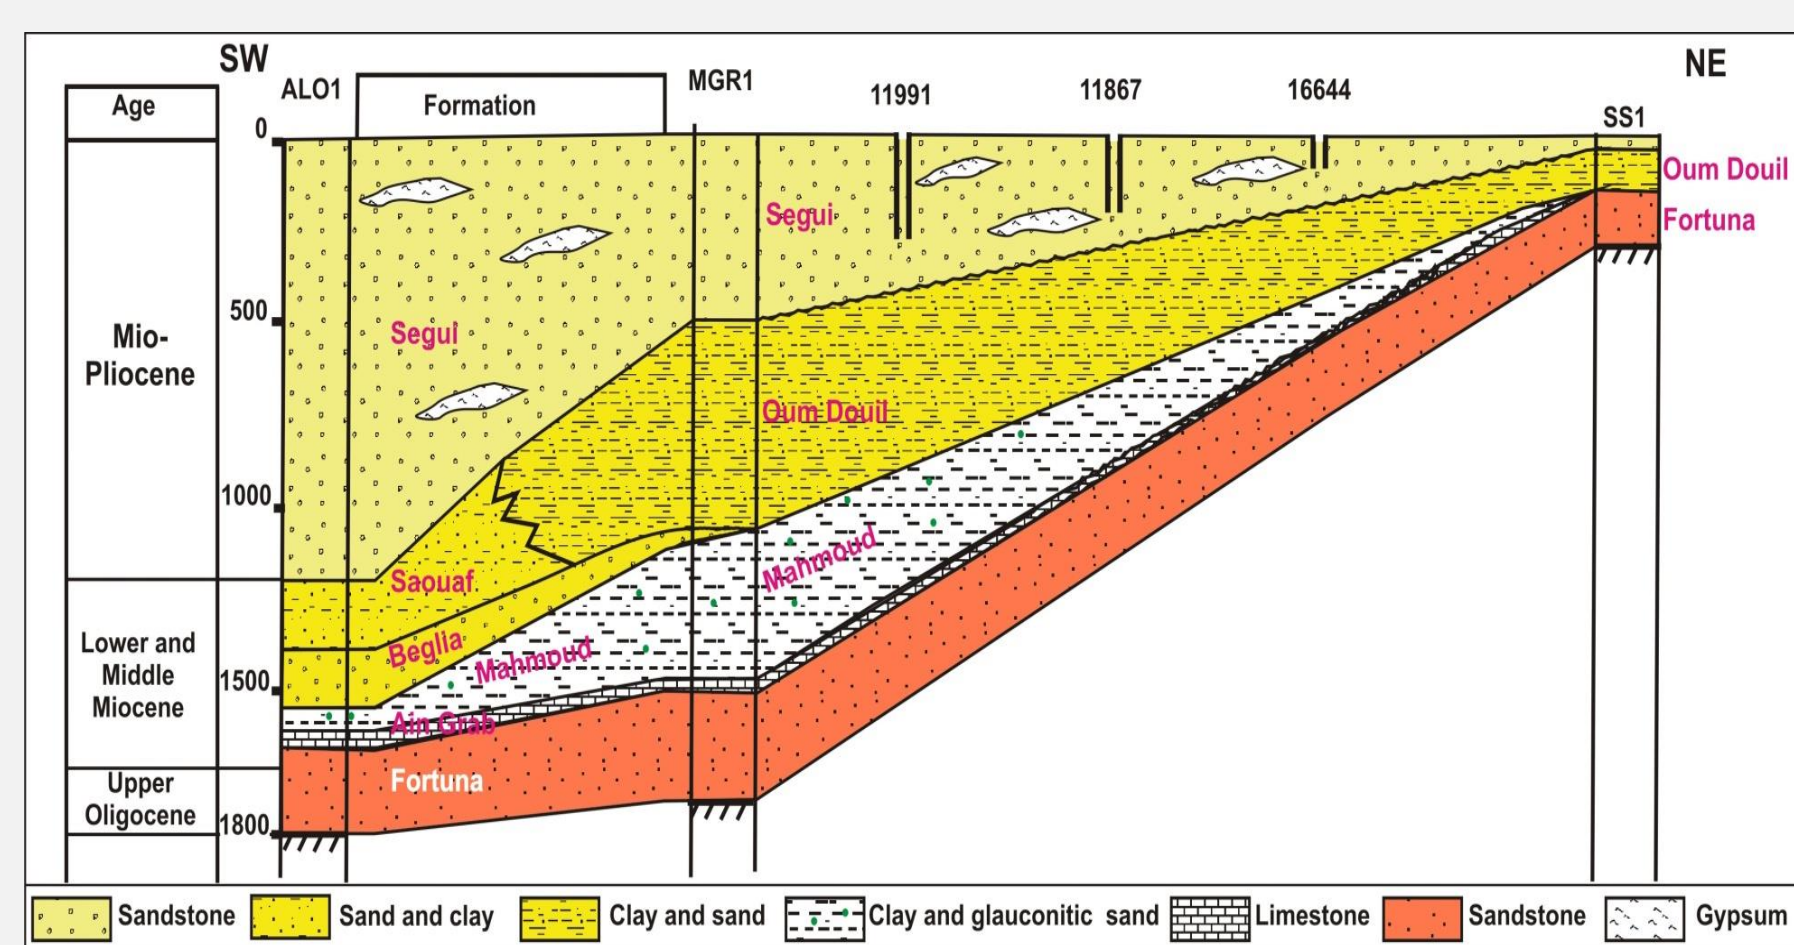 SW
NE
Age
ALO1
Formation
MGR1
11991
11867
16644
SS1
0
500
1000
1500
1800
Mio-
Pliocene
Lower and
Middle
Miocene
Upper
Oligocene
Segui
Segui
Oum Douil
Fortuna
Oum Douil
Saouaf
Beglia
Mahmoud
Mahmoud
Ain Grab
Fortuna
Sandstone
Sand and clay
Clay and sand
Clay and glauconitic sand
Limestone
Sandstone
Gypsum